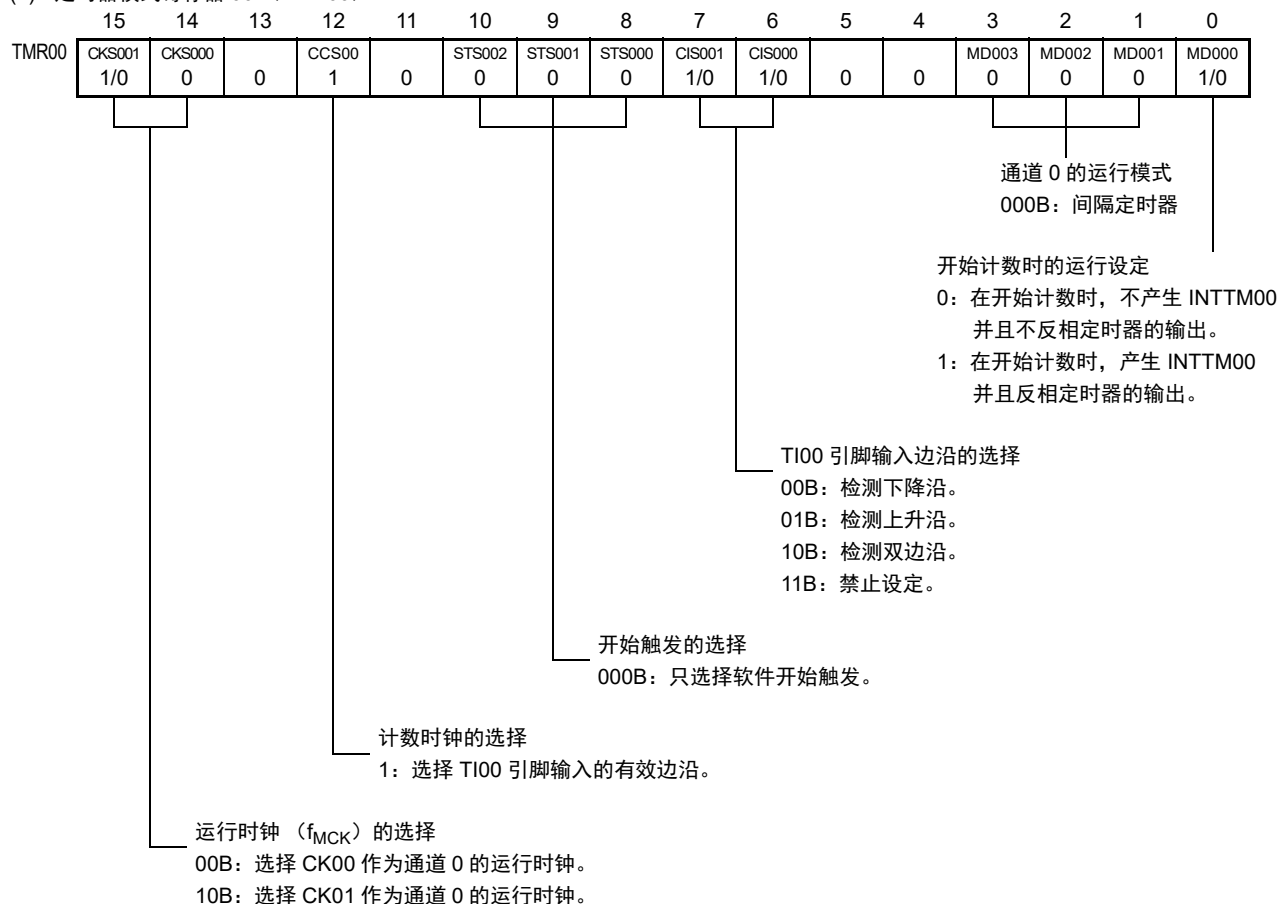 15 14 13 12 11 10 9 8 7 6 5 4 3 2 1 0
TMR00 CKS001 CKS000 CCS00 STS002 STS001 STS000 CIS001 CIS000 MD003 MD002 MD001 MD000
1/0 0 0 1 0 0 0 0 1/0 1/0 0 0 0 0 0 1/0
通道 0 的运行模式
000B：间隔定时器
开始计数时的运行设定
0：在开始计数时，不产生 INTTM00
并且不反相定时器的输出。
1：在开始计数时，产生 INTTM00
并且反相定时器的输出。
TI00 引脚输入边沿的选择
00B：检测下降沿。
01B：检测上升沿。
10B：检测双边沿。
11B：禁止设定。
开始触发的选择
000B：只选择软件开始触发。
计数时钟的选择
1：选择 TI00 引脚输入的有效边沿。
运行时钟 （fMCK）的选择
00B：选择 CK00 作为通道 0 的运行时钟。
10B：选择 CK01 作为通道 0 的运行时钟。